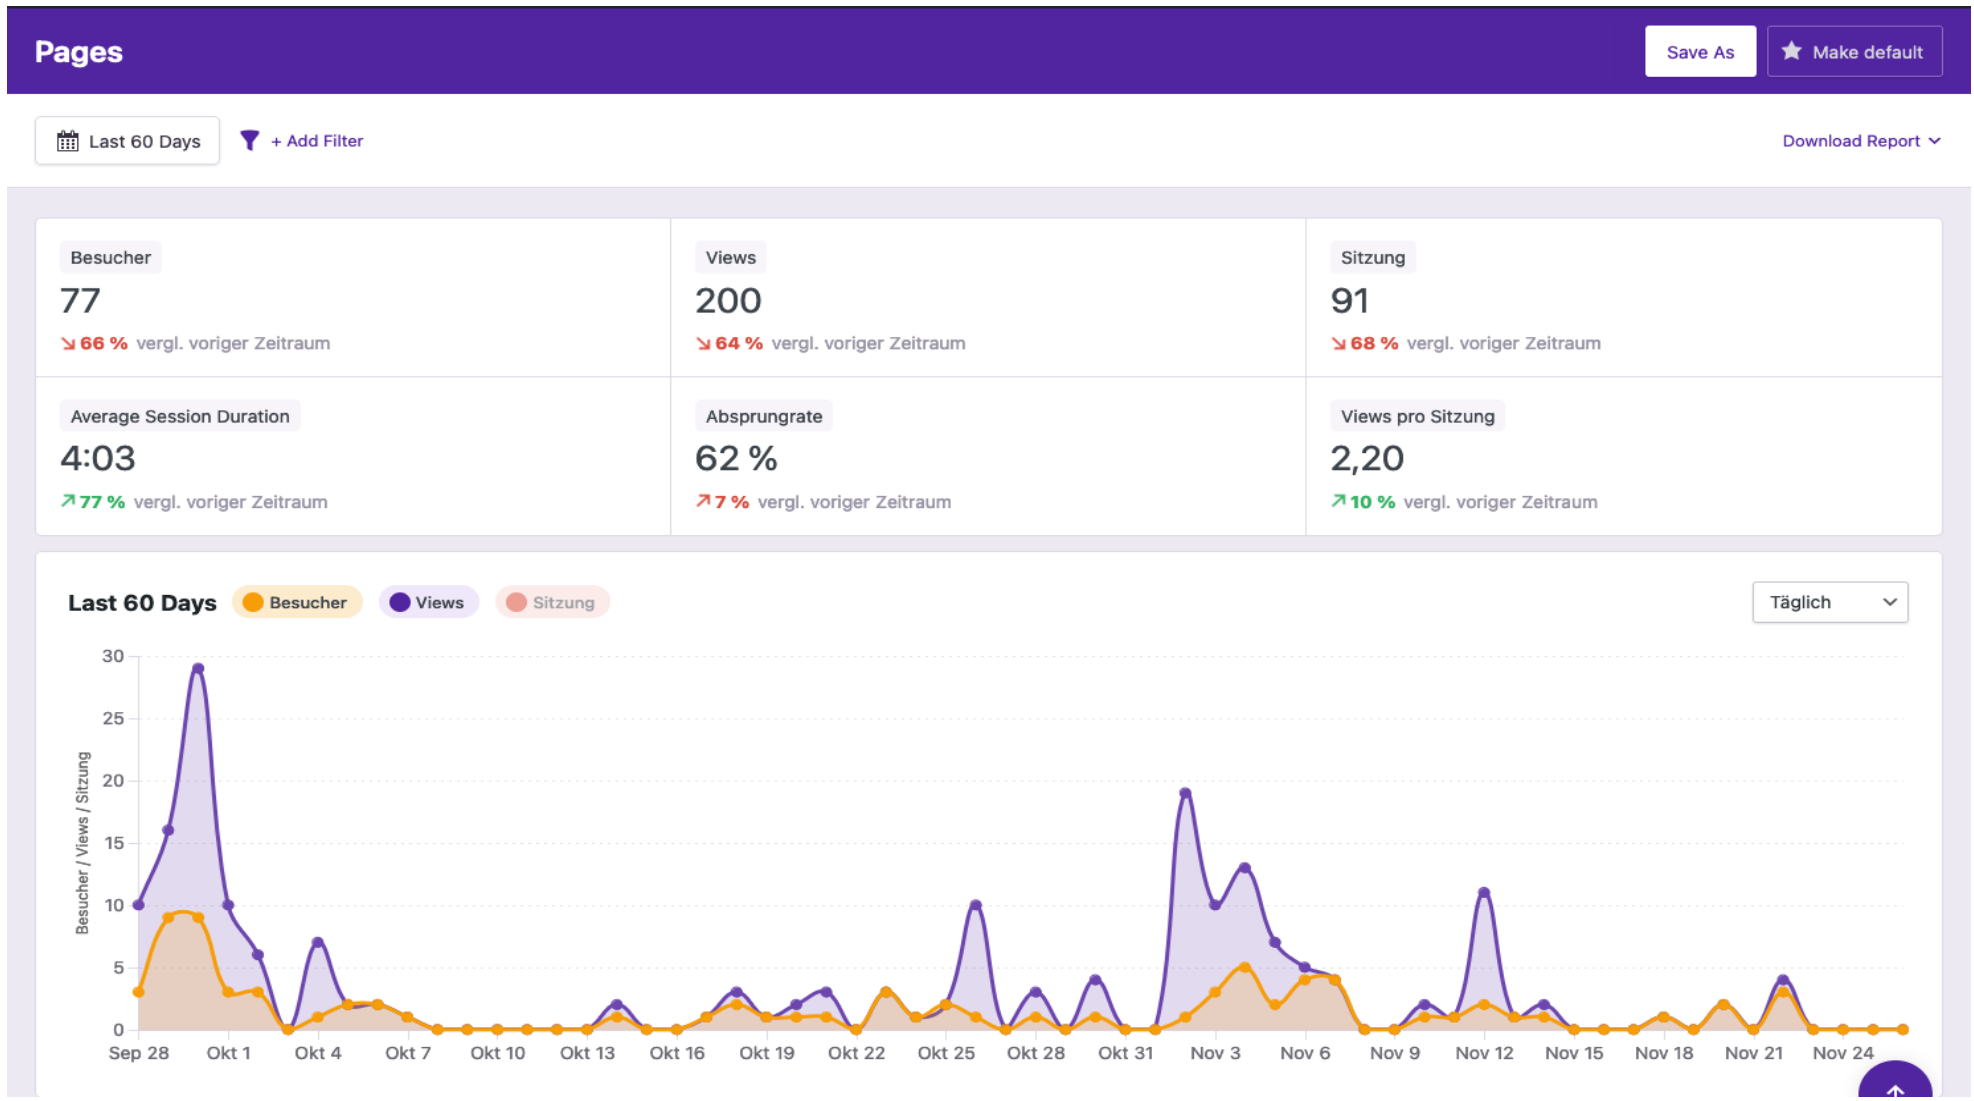 Pages
Save As
Make default
Last 60 Days
+ Add Filter
Download Report
Besucher
77
66 % vergl. voriger Zeitraum
Views
200
64 % vergl. voriger Zeitraum
Sitzung
91
68 % vergl. voriger Zeitraum
Average Session Duration
4:03
77 % vergl. voriger Zeitraum
Absprungrate
62 %
7 % vergl. voriger Zeitraum
Views pro Sitzung
2,20
10 % vergl. voriger Zeitraum
Last 60 Days
Besucher
Views
Sitzung
Täglich
Besucher / Views / Sitzung
30
25
20
15
10
5
0
Sep 28 Okt 1 Okt 4 Okt 7 Okt 10 Okt 13 Okt 16 Okt 19 Okt 22 Okt 25 Okt 28 Okt 31 Nov 3 Nov 6 Nov 9 Nov 12 Nov 15 Nov 18 Nov 21 Nov 24